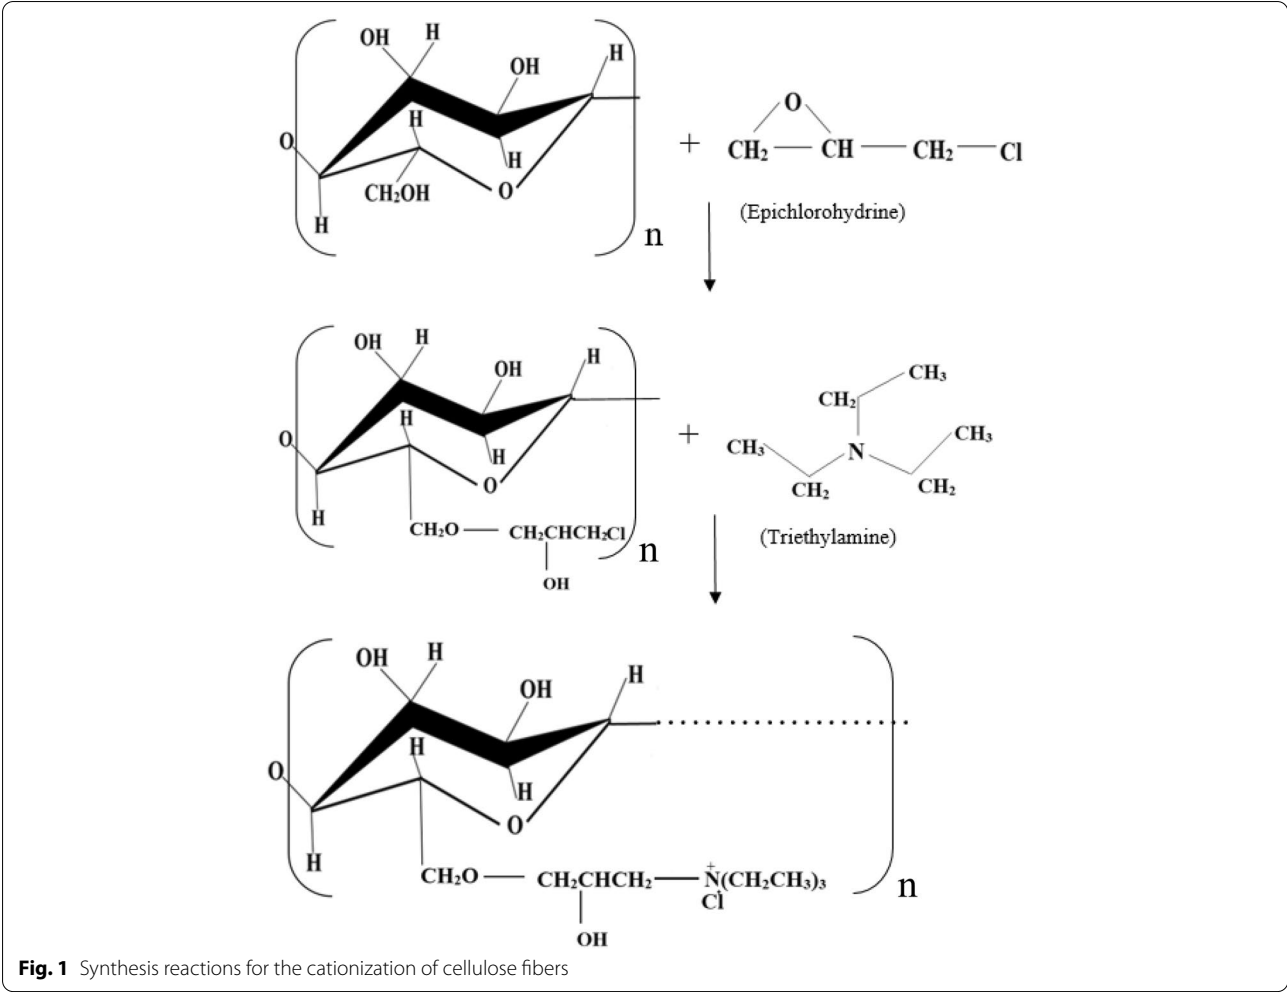 OH H
OH
H
H
O
H
CH₂OH
O
H
n
+
O
CH₂ CH CH₂ Cl
(Epichlorohydrine)
OH H
OH
H
H
O
H
O
H
CH₂O CH₂CHCH₂Cl
OH
n
+
CH₃
CH₂
CH₃ N CH₃
CH₂ CH₂
(Triethylamine)
OH H
OH
H
H
O
H
O
H
CH₂O CH₂CHCH₂ N(CH₂CH₃)₃
+
Cl
OH
n
Fig. 1 Synthesis reactions for the cationization of cellulose fibers